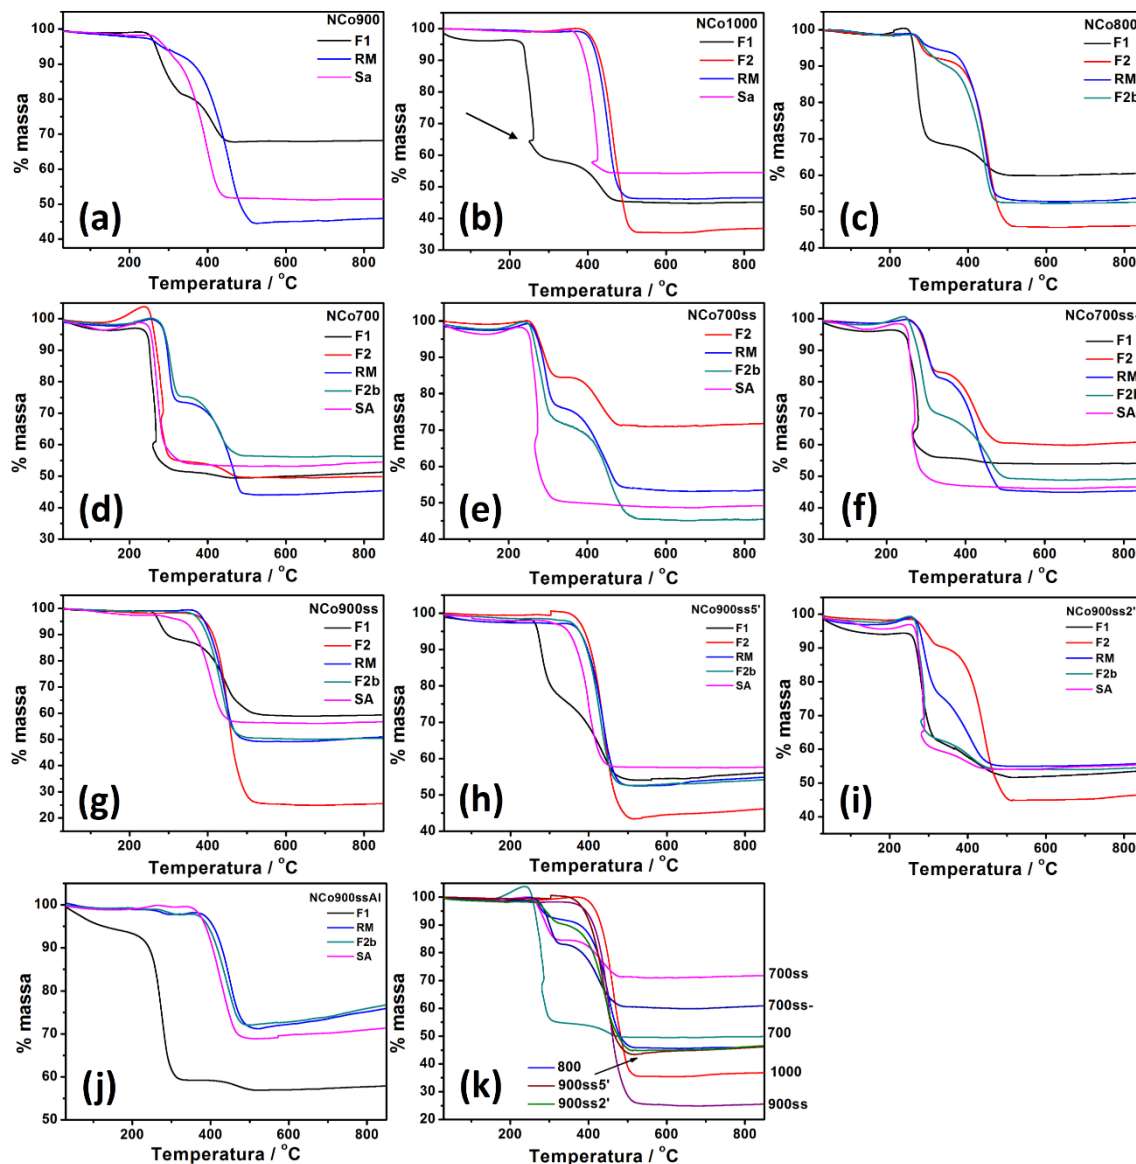 NCo900
F1
RM
Sa
% massa
100
90
80
70
60
50
40
(a)
200 400 600 800
Temperatura / °C
NCo1000
F1
F2
RM
Sa
% massa
100
90
80
70
60
50
40
30
(b)
200 400 600 800
Temperatura / °C
NCo800
F1
F2
RM
F2b
% massa
100
90
80
70
60
50
40
(c)
200 400 600 800
Temperatura / °C
NCo700
F1
F2
RM
F2b
SA
% massa
100
90
80
70
60
50
40
30
(d)
200 400 600 800
Temperatura / °C
NCo700ss
F2
RM
F2b
SA
% massa
100
90
80
70
60
50
40
(e)
200 400 600 800
Temperatura / °C
NCo700ss-
F1
F2
RM
F2b
SA
% massa
100
90
80
70
60
50
40
30
(f)
200 400 600 800
Temperatura / °C
NCo900ss
F1
F2
RM
F2b
SA
% massa
100
90
80
70
60
50
40
30
20
(g)
200 400 600 800
Temperatura / °C
NCo900ss5'
F1
F2
RM
F2b
SA
% massa
100
90
80
70
60
50
40
(h)
200 400 600 800
Temperatura / °C
NCo900ss2'
F1
F2
RM
F2b
SA
% massa
100
90
80
70
60
50
40
(i)
200 400 600 800
Temperatura / °C
NCo900ssAl
F1
RM
F2b
SA
% massa
100
90
80
70
60
50
(j)
200 400 600 800
Temperatura / °C
% massa
100
90
80
70
60
50
40
30
20
700ss
700ss-
700
1000
900ss
800
900ss5'
900ss2'
(k)
200 400 600 800
Temperatura / °C